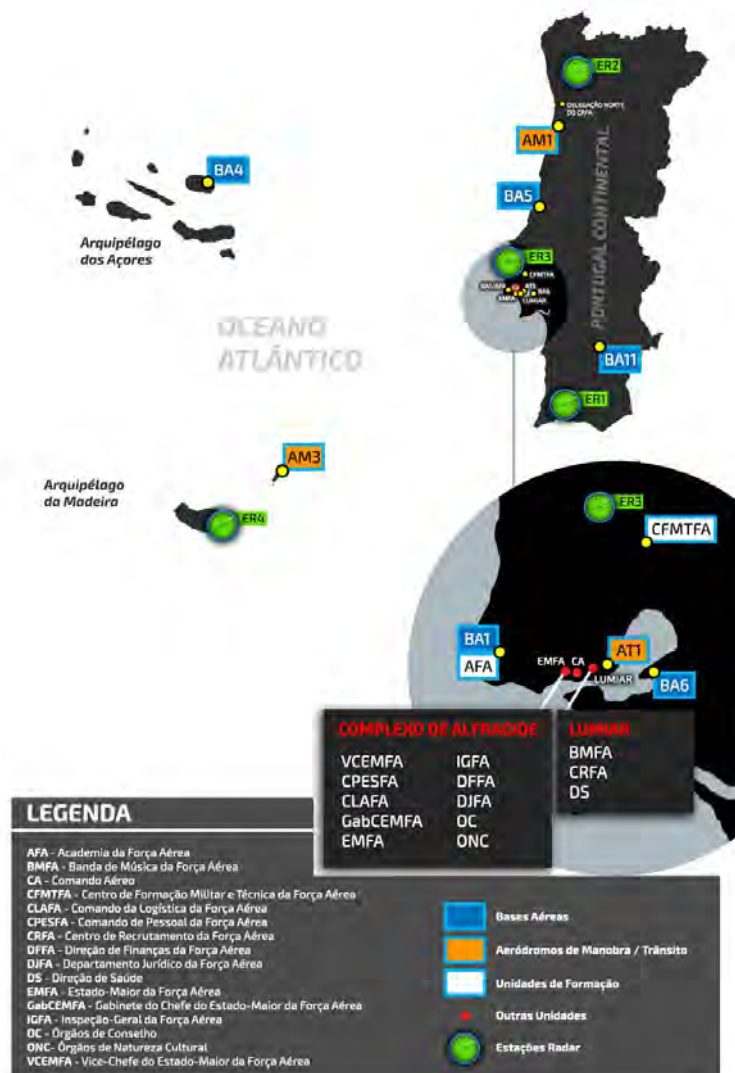 ER2
DELEGAÇÃO NORTE
DO CRFA
AM1
PORTUGAL CONTINENTAL
BA4
BA5
Arquipélago
dos Açores
ER3
CFMTFA
AT1
BA6
EMFA
LUMIAR
OCEANO
ATLÂNTICO
BA11
ER1
AM3
Arquipélago
da Madeira
ER4
ER3
CFMTFA
BA1
AFA
EMFA
CA
AT1
LUMIAR
BA6
COMPLEXO DE ALFRAGIDE
VCEMFA IGFA
CPESFA DFFA
CLAFA DJFA
GabCEMFA OC
EMFA ONC
LUMIAR
BMFA
CRFA
DS
LEGENDA
AFA - Academia da Força Aérea
BMFA - Banda de Música da Força Aérea
CA - Comando Aéreo
CFMTFA - Centro de Formação Militar e Técnica da Força Aérea
CLAFA - Comando da Logística da Força Aérea
CPESFA - Comando de Pessoal da Força Aérea
CRFA - Centro de Recrutamento da Força Aérea
DFFA - Direção de Finanças da Força Aérea
DJFA - Departamento Jurídico da Força Aérea
DS - Direção de Saúde
EMFA - Estado-Maior da Força Aérea
GabCEMFA - Gabinete do Chefe do Estado-Maior da Força Aérea
IGFA - Inspeção-Geral da Força Aérea
OC - Órgãos de Conselho
ONC- Órgãos de Natureza Cultural
VCEMFA - Vice-Chefe do Estado-Maior da Força Aérea
Bases Aéreas
Aeródromos de Manobra / Trânsito
Unidades de Formação
Outras Unidades
Estações Radar